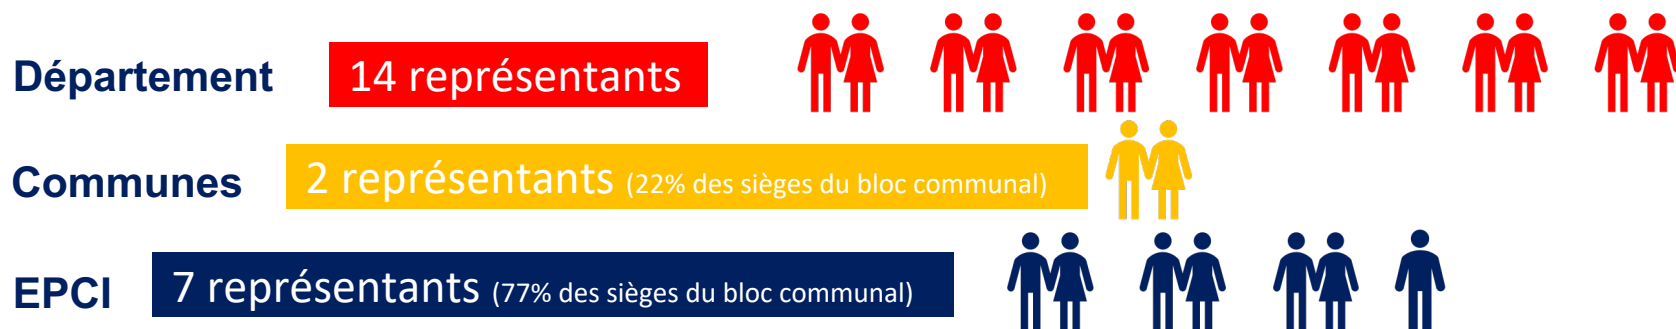 Département 14 représentants
Communes 2 représentants (22% des sièges du bloc communal)
EPCI 7 représentants (77% des sièges du bloc communal)